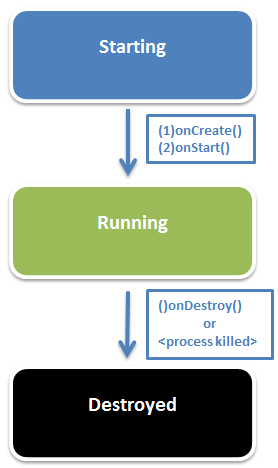 Starting
(1)onCreate()
(2)onStart()
Running
()onDestroy()
or
<process killed>
Destroyed